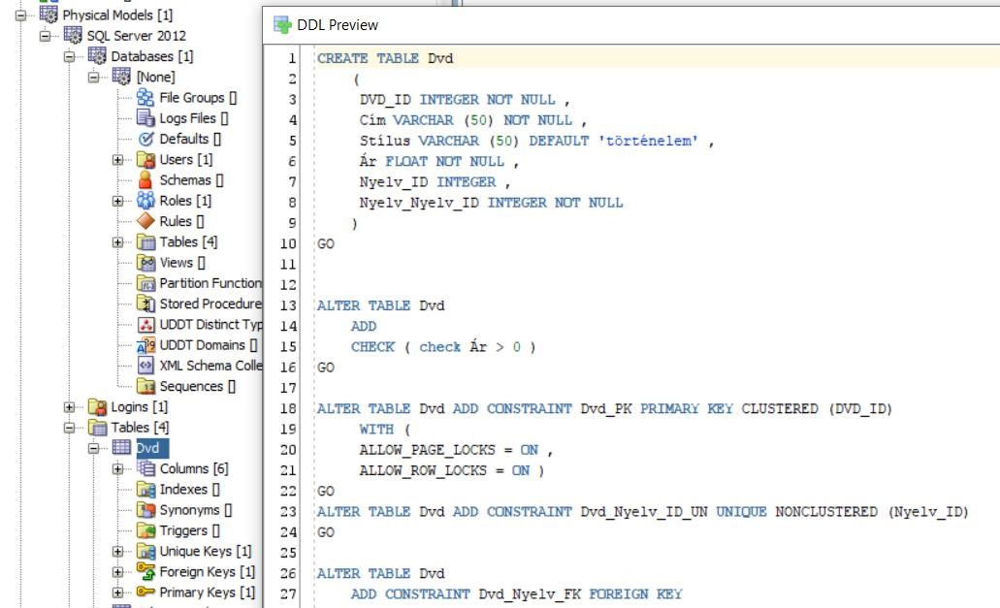 Physical Models [1]
SQL Server 2012
Databases [1]
[None]
File Groups []
Logs Files []
Defaults []
Users [1]
Schemas []
Roles [1]
Rules []
Tables [4]
Views []
Partition Function
Stored Procedure
UDDT Distinct Typ
UDDT Domains []
XML Schema Colle
Sequences []
Logins [1]
Tables [4]
Dvd
Columns [6]
Indexes []
Synonyms []
Triggers []
Unique Keys [1]
Foreign Keys [1]
Primary Keys [1]
DDL Preview
1 CREATE TABLE Dvd
2 (
3 DVD_ID INTEGER NOT NULL ,
4 Cím VARCHAR (50) NOT NULL ,
5 Stílus VARCHAR (50) DEFAULT 'történelem' ,
6 Ár FLOAT NOT NULL ,
7 Nyelv_ID INTEGER ,
8 Nyelv_Nyelv_ID INTEGER NOT NULL
9 )
10 GO
11
12
13 ALTER TABLE Dvd
14 ADD
15 CHECK ( check Ár > 0 )
16 GO
17
18 ALTER TABLE Dvd ADD CONSTRAINT Dvd_PK PRIMARY KEY CLUSTERED (DVD_ID)
19 WITH (
20 ALLOW_PAGE_LOCKS = ON ,
21 ALLOW_ROW_LOCKS = ON )
22 GO
23 ALTER TABLE Dvd ADD CONSTRAINT Dvd_Nyelv_ID_UN UNIQUE NONCLUSTERED (Nyelv_ID)
24 GO
25
26 ALTER TABLE Dvd
27 ADD CONSTRAINT Dvd_Nyelv_FK FOREIGN KEY